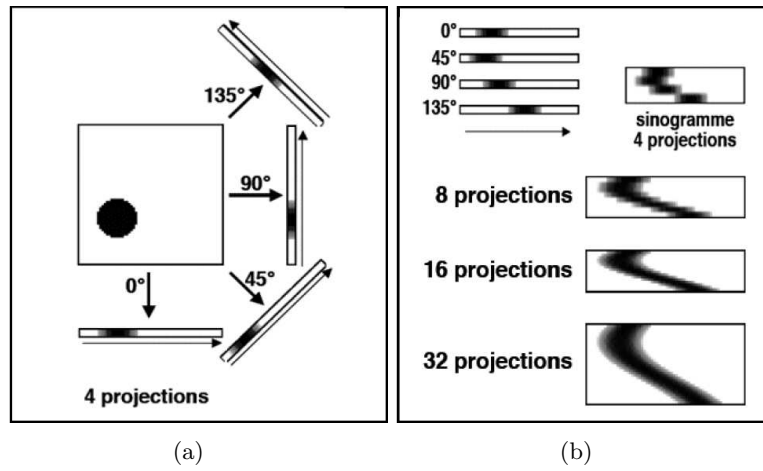 135°
90°
0°
45°
4 projections
(a)
0°
45°
90°
135°
sinogramme
4 projections
8 projections
16 projections
32 projections
(b)